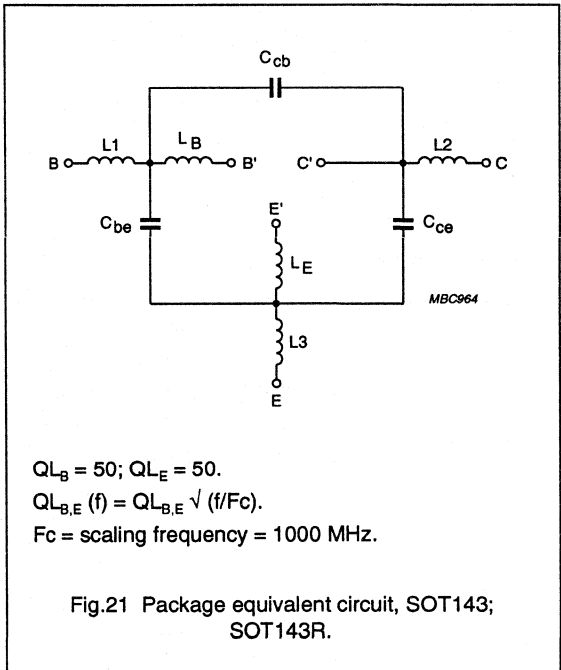 Ccb
L1
LB
L2
B
B'
C'
C
Cbe
E'
Cce
LE
MBC964
L3
E
QLB = 50; QLE = 50.
QLB,E (f) = QLB,E √ (f/Fc).
Fc = scaling frequency = 1000 MHz.
Fig.21 Package equivalent circuit, SOT143;
SOT143R.